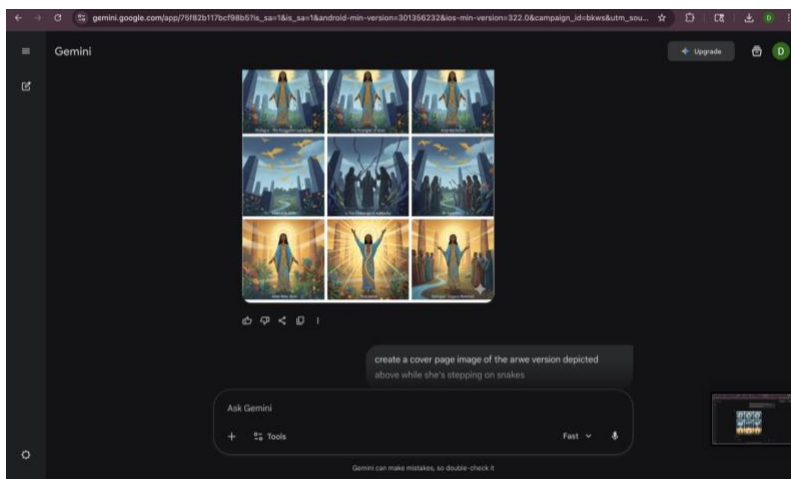 gemini.google.com/app/75f82b117bcf98b5?is_sa=1&is_sa=1&android-min-version=301356232&ios-min-version=322.0&campaign_id=bkws&utm_sou...
D
Gemini
Upgrade
D
create a cover page image of the arwe version depicted
above while she's stepping on snakes
Ask Gemini
Tools
Fast
Gemini can make mistakes, so double-check it